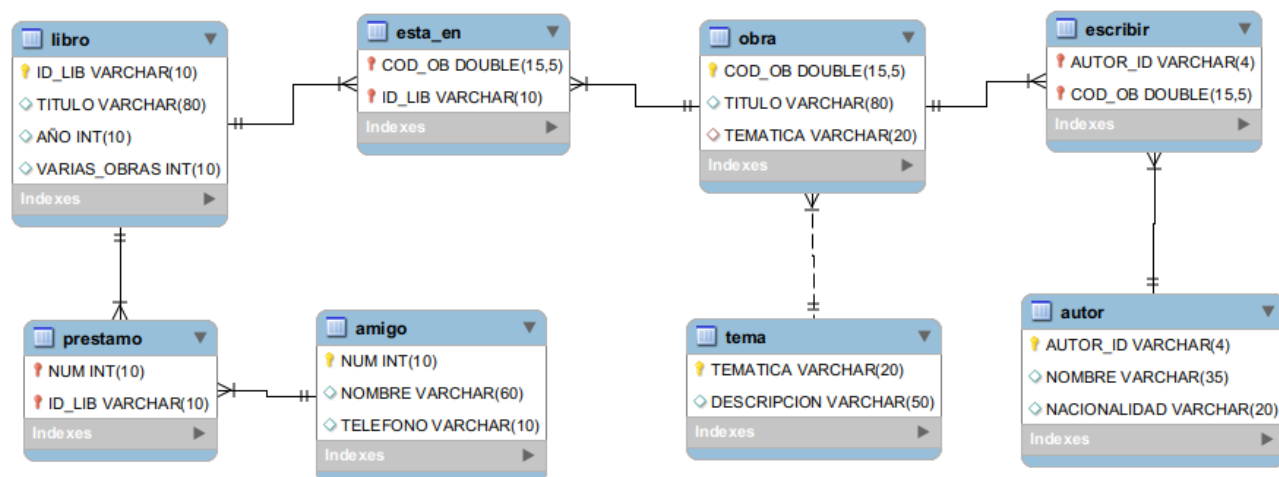 libro
ID_LIB VARCHAR(10)
TITULO VARCHAR(80)
AÑO INT(10)
VARIAS_OBRAS INT(10)
Indexes
esta_en
COD_OB DOUBLE(15,5)
ID_LIB VARCHAR(10)
Indexes
obra
COD_OB DOUBLE(15,5)
TITULO VARCHAR(80)
TEMATICA VARCHAR(20)
Indexes
escribir
AUTOR_ID VARCHAR(4)
COD_OB DOUBLE(15,5)
Indexes
prestamo
NUM INT(10)
ID_LIB VARCHAR(10)
Indexes
amigo
NUM INT(10)
NOMBRE VARCHAR(60)
TELEFONO VARCHAR(10)
Indexes
tema
TEMATICA VARCHAR(20)
DESCRIPCION VARCHAR(50)
Indexes
autor
AUTOR_ID VARCHAR(4)
NOMBRE VARCHAR(35)
NACIONALIDAD VARCHAR(20)
Indexes